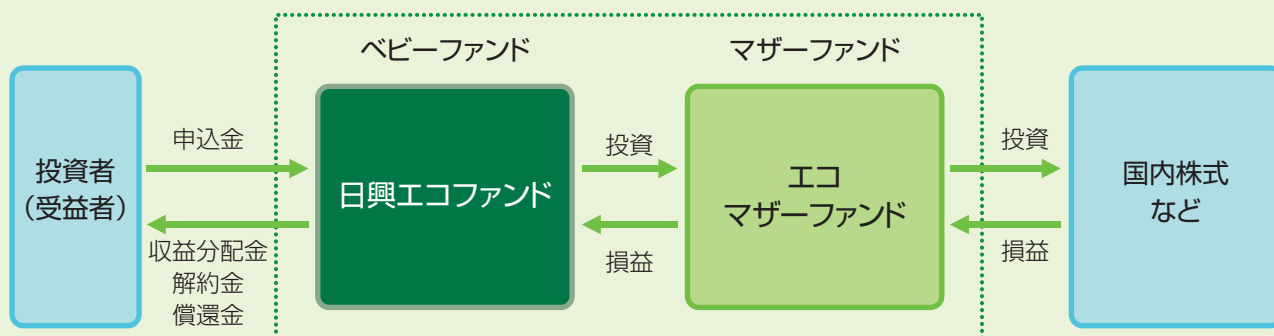 ベビーファンド
マザーファンド
投資者
(受益者)
申込金
収益分配金
解約金
償還金
日興エコファンド
投資
損益
エコ
マザーファンド
投資
損益
国内株式
など